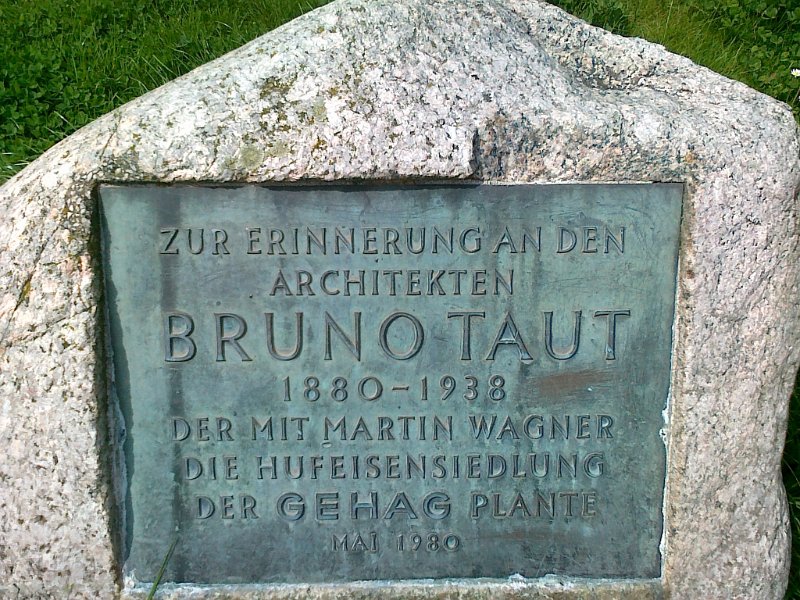 ZUR ERINNERUNG AN DEN
ARCHITEKTEN
BRUNO TAUT
1880-1938
DER MIT MARTIN WAGNER
DIE HUFEISENSIEDLUNG
DER GEHAG PLANTE
MAI 1980